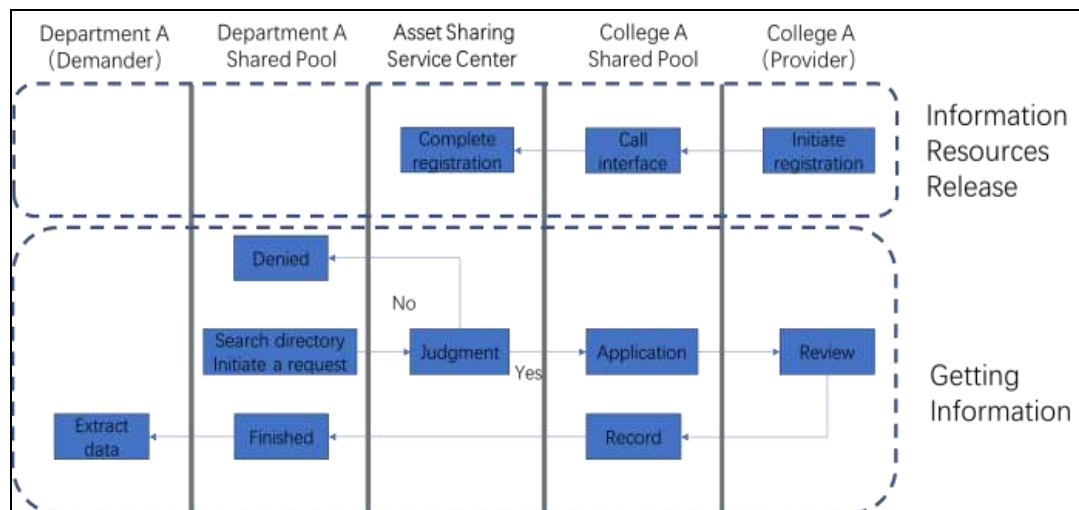 Department A
(Demander)
Department A
Shared Pool
Asset Sharing
Service Center
College A
Shared Pool
College A
(Provider)
Complete
registration
Call
interface
Initiate
registration
Information
Resources
Release
Denied
No
Search directory
Initiate a request
Judgment
Yes
Application
Review
Getting
Information
Extract
data
Finished
Record